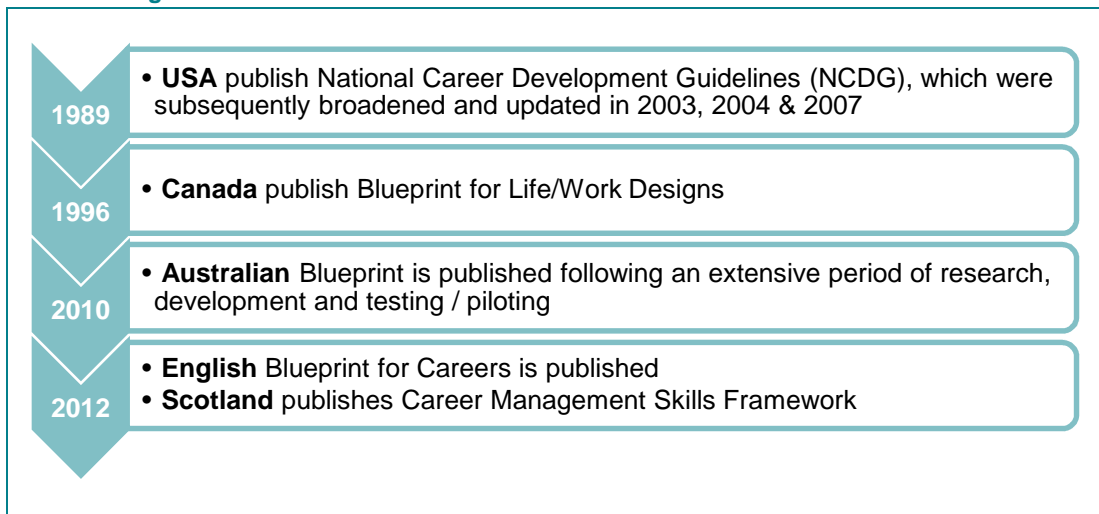 1989
• USA publish National Career Development Guidelines (NCDG), which were
subsequently broadened and updated in 2003, 2004 & 2007
1996
• Canada publish Blueprint for Life/Work Designs
2010
• Australian Blueprint is published following an extensive period of research,
development and testing / piloting
2012
• English Blueprint for Careers is published
• Scotland publishes Career Management Skills Framework